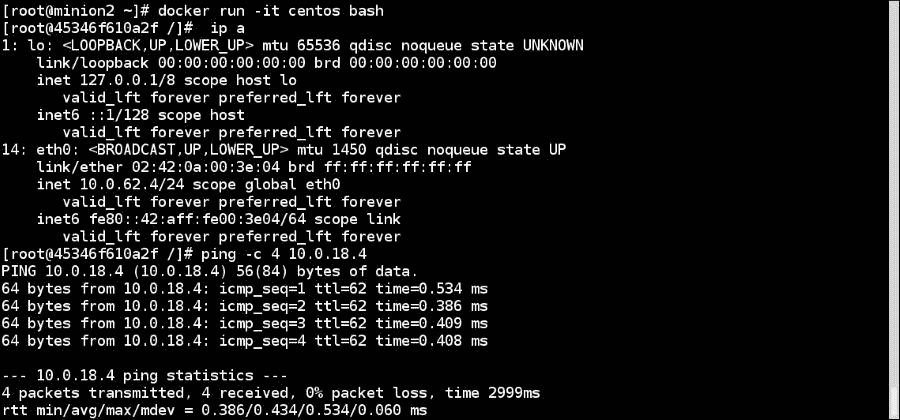 [root@minion2 ~]# docker run -it centos bash
[root@45346f610a2f /]#  ip a
1: lo: <LOOPBACK,UP,LOWER_UP> mtu 65536 qdisc noqueue state UNKNOWN
    link/loopback 00:00:00:00:00:00 brd 00:00:00:00:00:00
    inet 127.0.0.1/8 scope host lo
       valid_lft forever preferred_lft forever
    inet6 ::1/128 scope host
       valid_lft forever preferred_lft forever
14: eth0: <BROADCAST,UP,LOWER_UP> mtu 1450 qdisc noqueue state UP
    link/ether 02:42:0a:00:3e:04 brd ff:ff:ff:ff:ff:ff
    inet 10.0.62.4/24 scope global eth0
       valid_lft forever preferred_lft forever
    inet6 fe80::42:aff:fe00:3e04/64 scope link
       valid_lft forever preferred_lft forever
[root@45346f610a2f /]# ping -c 4 10.0.18.4
PING 10.0.18.4 (10.0.18.4) 56(84) bytes of data.
64 bytes from 10.0.18.4: icmp_seq=1 ttl=62 time=0.534 ms
64 bytes from 10.0.18.4: icmp_seq=2 ttl=62 time=0.386 ms
64 bytes from 10.0.18.4: icmp_seq=3 ttl=62 time=0.409 ms
64 bytes from 10.0.18.4: icmp_seq=4 ttl=62 time=0.408 ms

--- 10.0.18.4 ping statistics ---
4 packets transmitted, 4 received, 0% packet loss, time 2999ms
rtt min/avg/max/mdev = 0.386/0.434/0.534/0.060 ms